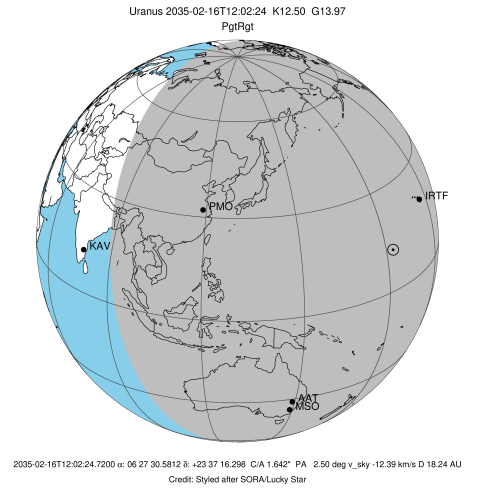 Uranus 2035-02-16T12:02:24 K12.50 G13.97
PgtRgt
IRTF
PMO
KAV
AAT
MSO
2035-02-16T12:02:24.7200 α: 06 27 30.5812 δ: +23 37 16.298 C/A 1.642" PA 2.50 deg v_sky -12.39 km/s D 18.24 AU
Credit: Styled after SORA/Lucky Star